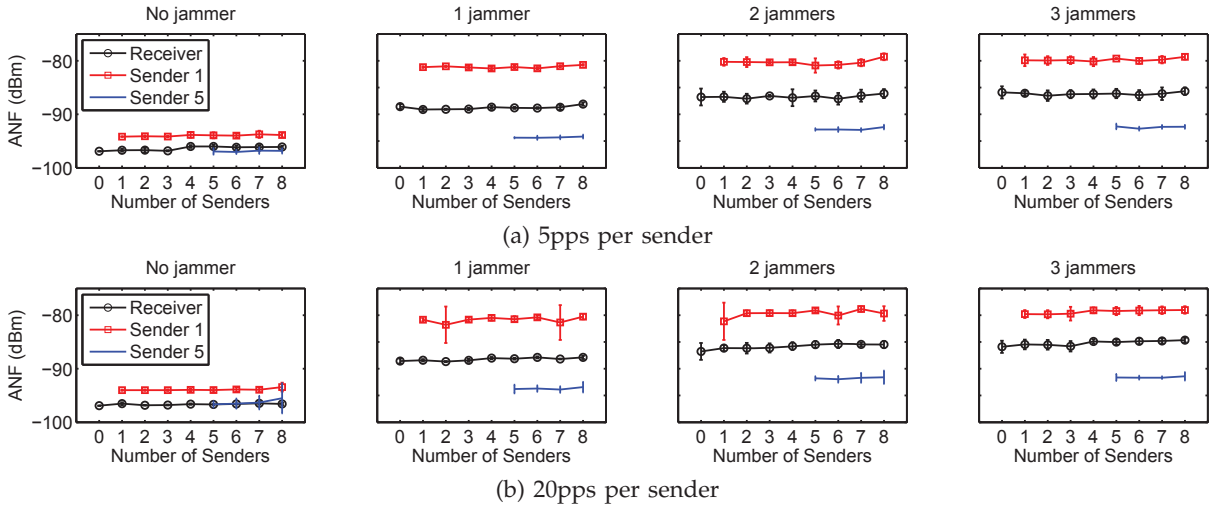 No jammer 1 jammer 2 jammers 3 jammers
ANF (dBm)
−80
−90
−100
Receiver
Sender 1
Sender 5
0 1 2 3 4 5 6 7 8 0 1 2 3 4 5 6 7 8 0 1 2 3 4 5 6 7 8 0 1 2 3 4 5 6 7 8
Number of Senders Number of Senders Number of Senders Number of Senders
(a) 5pps per sender
No jammer 1 jammer 2 jammers 3 jammers
ANF (dBm)
−80
−90
−100
Receiver
Sender 1
Sender 5
0 1 2 3 4 5 6 7 8 0 1 2 3 4 5 6 7 8 0 1 2 3 4 5 6 7 8 0 1 2 3 4 5 6 7 8
Number of Senders Number of Senders Number of Senders Number of Senders
(b) 20pps per sender